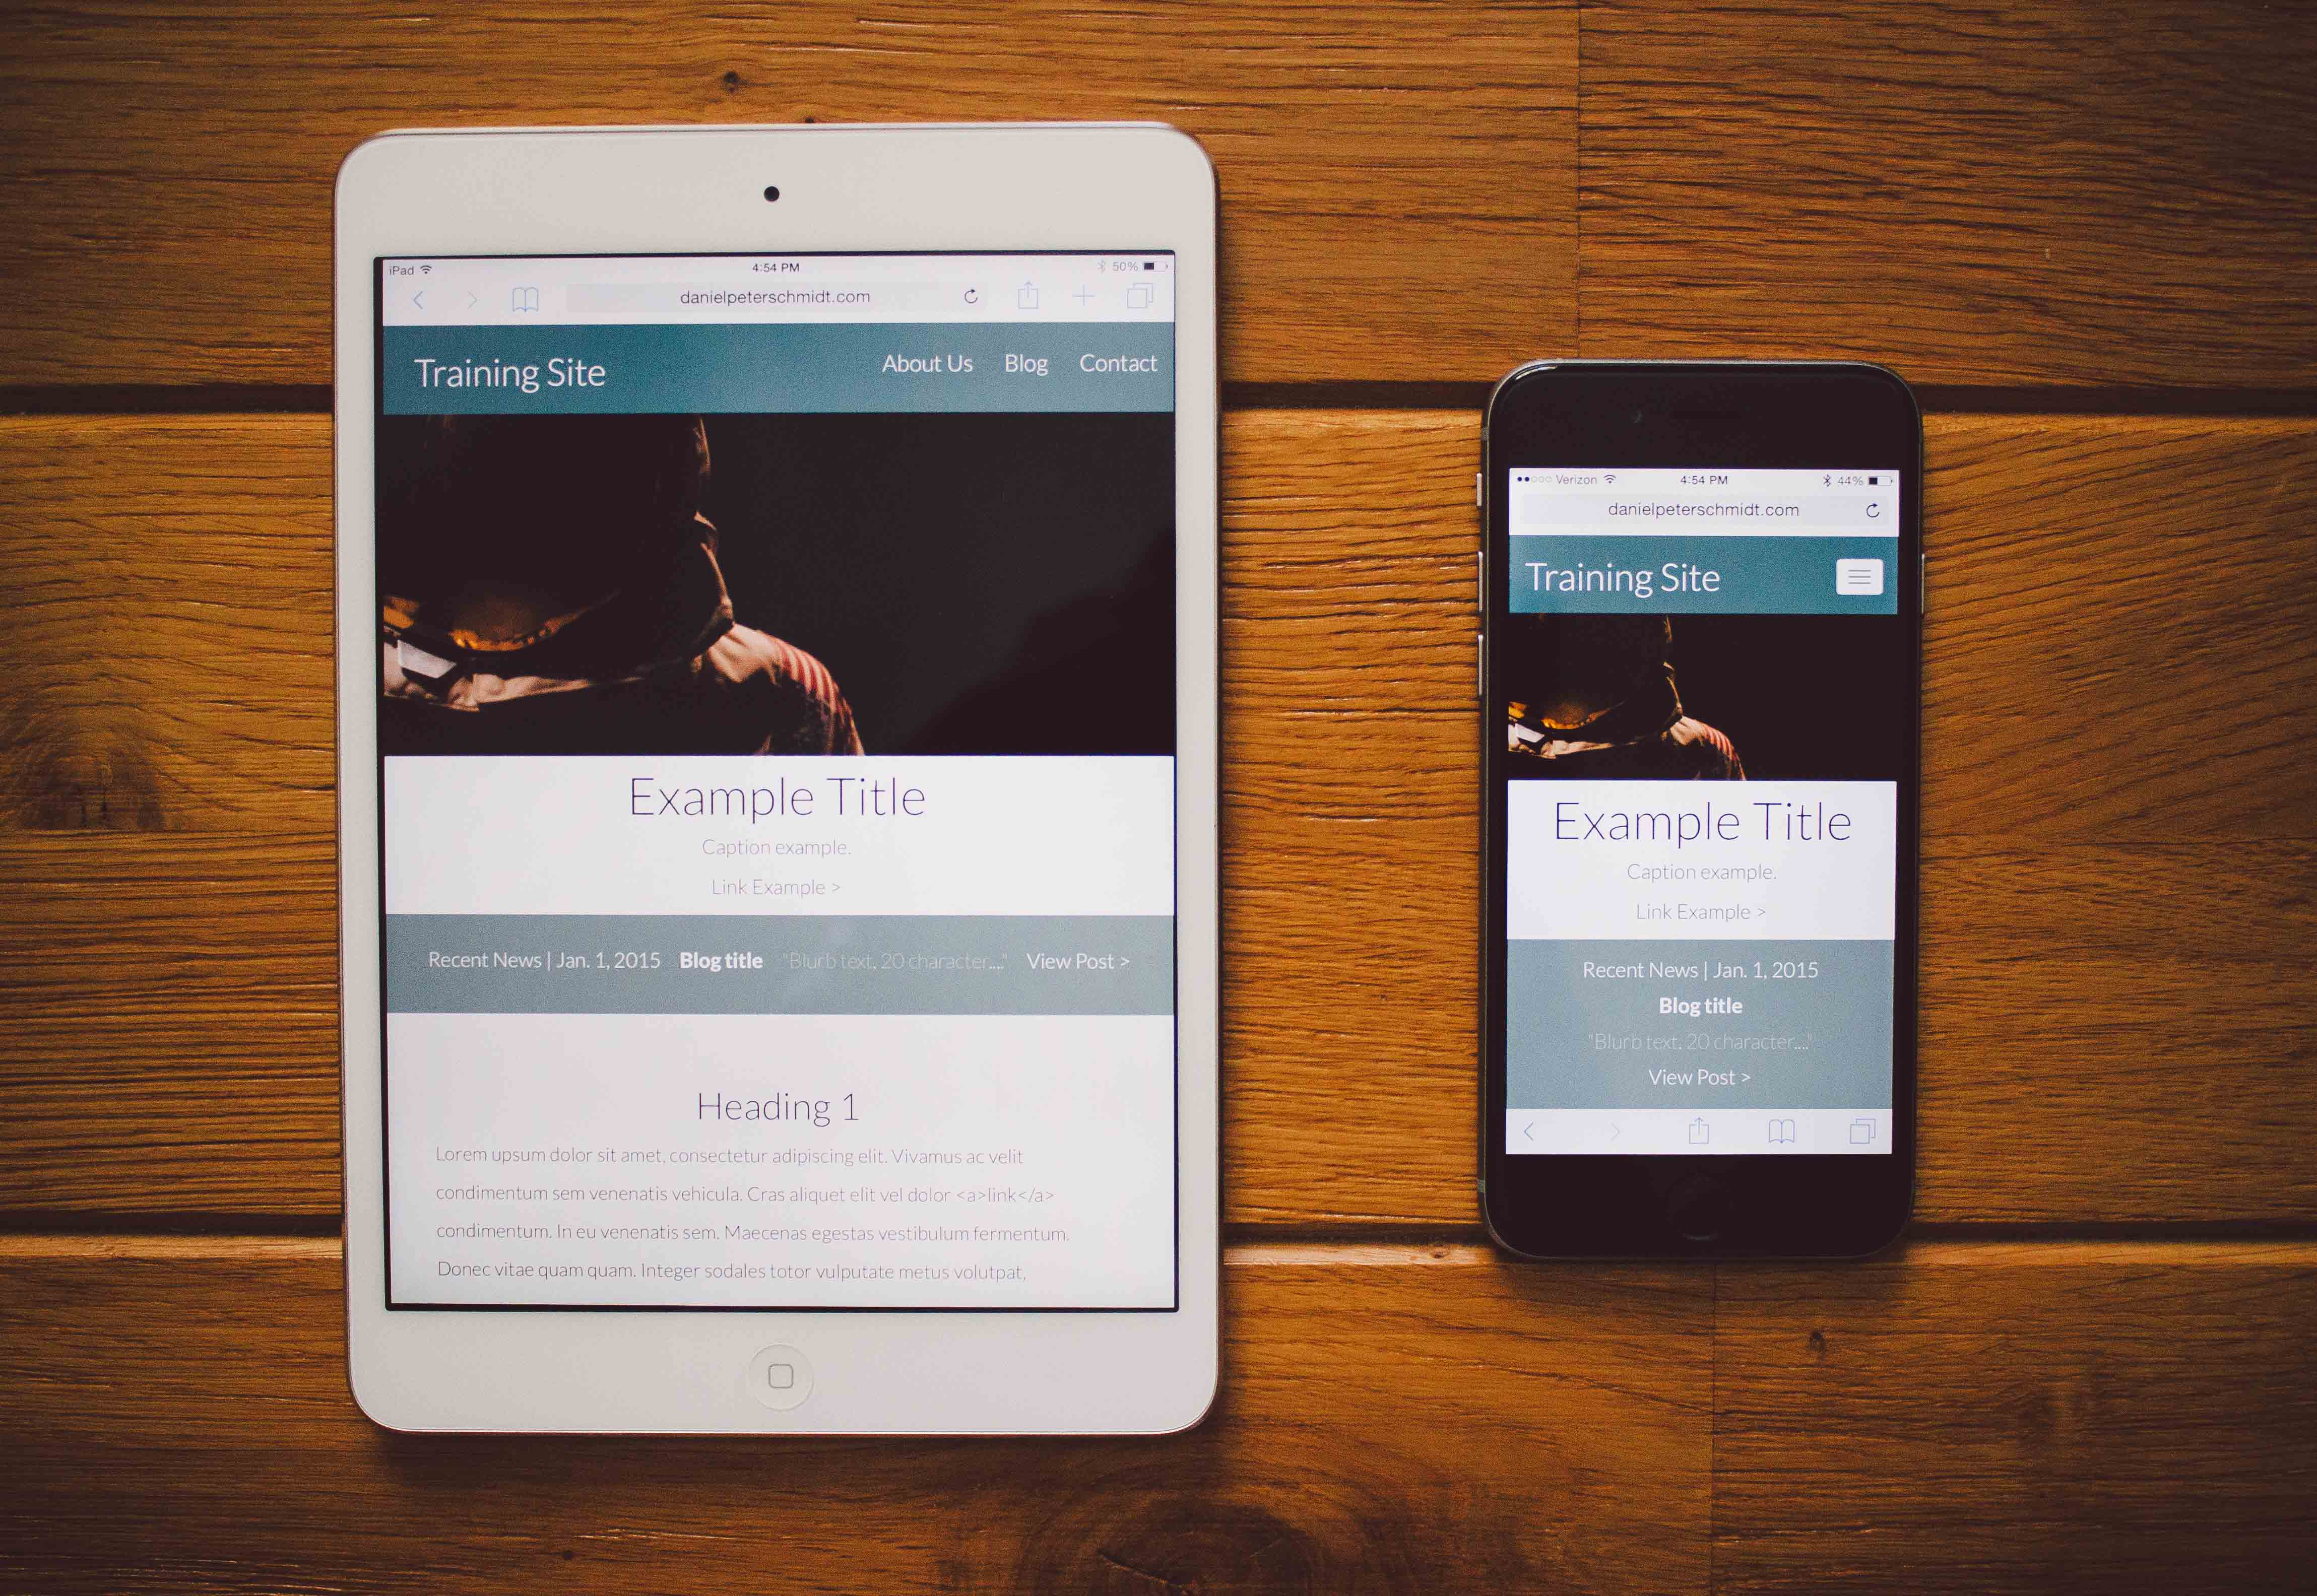 iPad
4:54 PM
50%
danielpeterschmidt.com
Training Site
About Us Blog Contact
Example Title
Caption example.
Link Example >
Recent News | Jan. 1, 2015 Blog title "Blurb text. 20 character...." View Post >
Heading 1
Lorem upsum dolor sit amet, consectetur adipiscing elit. Vivamus ac velit
condimentum sem venenatis vehicula. Cras aliquet elit vel dolor <a>link</a>
condimentum. In eu venenatis sem. Maecenas egestas vestibulum fermentum.
Donec vitae quam quam. Integer sodales totor vulputate metus volutpat,
Verizon
4:54 PM
44%
danielpeterschmidt.com
Training Site
Example Title
Caption example.
Link Example >
Recent News | Jan. 1, 2015
Blog title
"Blurb text. 20 character...."
View Post >